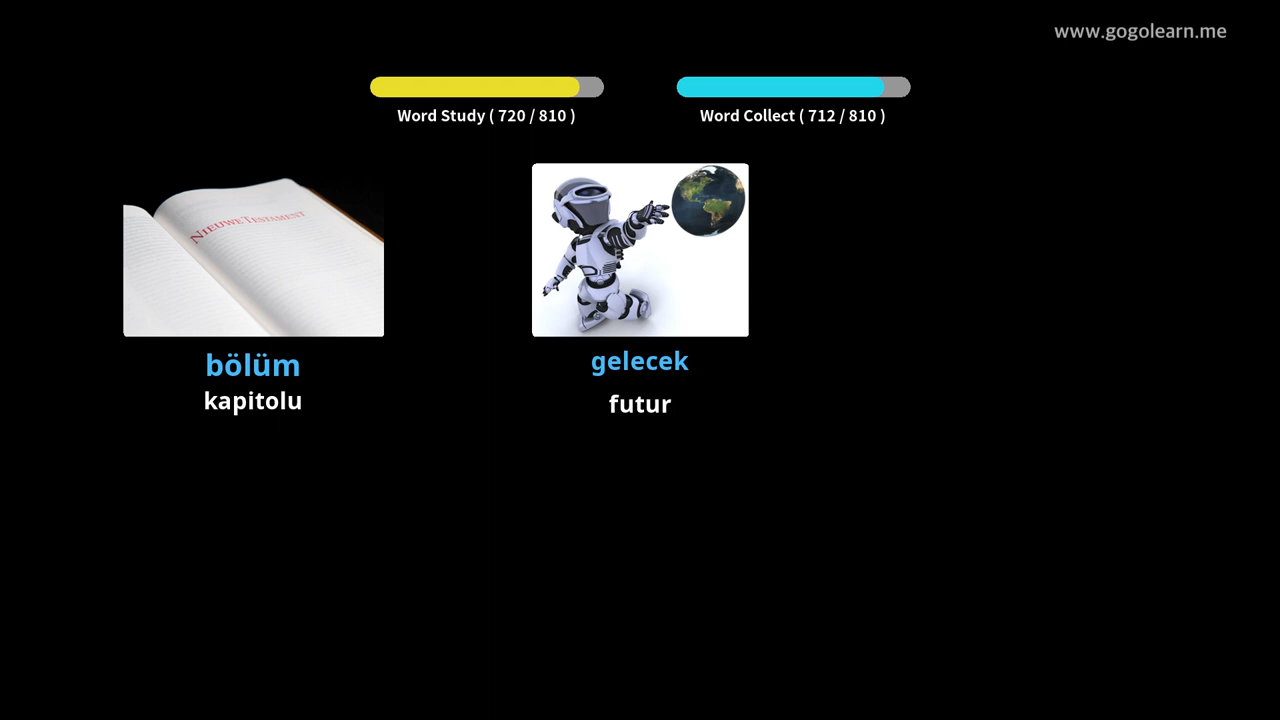 www.gogolearn.me
Word Study ( 720 / 810 )
Word Collect ( 712 / 810 )
NIEUWE TESTAMENT
bölüm
kapitolu
gelecek
futur